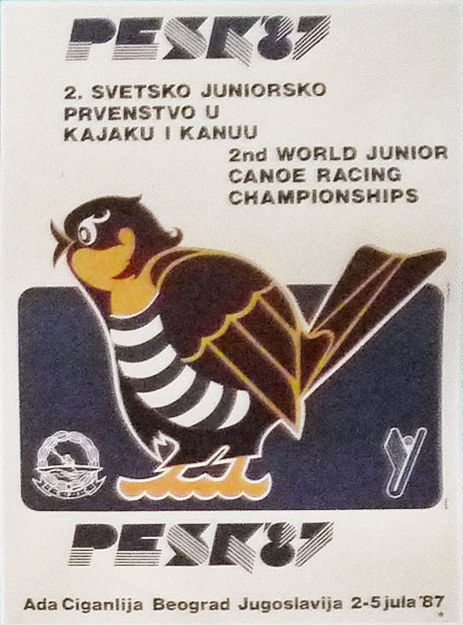 PESK'87
2. SVETSKO JUNIORSKO
PRVENSTVO U
KAJAKU I KANUU
2nd WORLD JUNIOR
CANOE RACING
CHAMPIONSHIPS
PESK'87
Ada Ciganlija Beograd Jugoslavija 2-5 jula '87